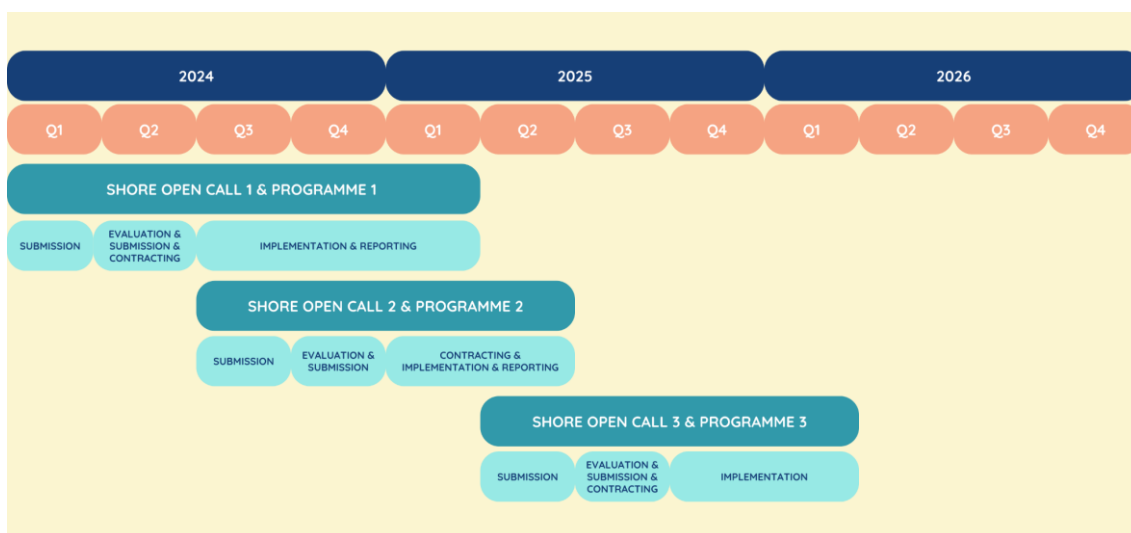 2024 2025 2026
Q1 Q2 Q3 Q4 Q1 Q2 Q3 Q4 Q1 Q2 Q3 Q4
SHORE OPEN CALL 1 & PROGRAMME 1
SUBMISSION
EVALUATION &
SUBMISSION &
CONTRACTING
IMPLEMENTATION & REPORTING
SHORE OPEN CALL 2 & PROGRAMME 2
SUBMISSION
EVALUATION &
SUBMISSION
CONTRACTING &
IMPLEMENTATION & REPORTING
SHORE OPEN CALL 3 & PROGRAMME 3
SUBMISSION
EVALUATION &
SUBMISSION &
CONTRACTING
IMPLEMENTATION